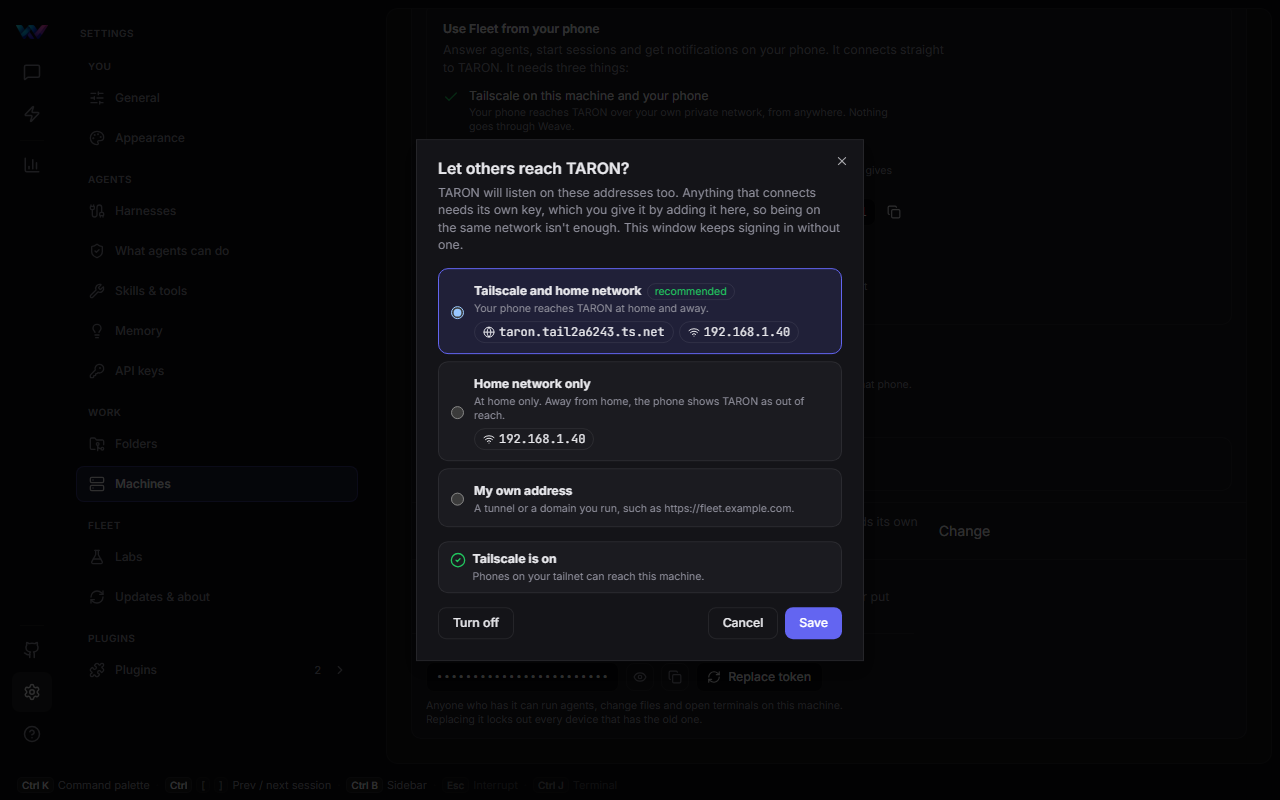 SETTINGS
YOU
General
Appearance
AGENTS
Harnesses
What agents can do
Skills & tools
Memory
API keys
WORK
Folders
Machines
FLEET
Labs
Updates & about
PLUGINS
Plugins 2
Use Fleet from your phone
Answer agents, start sessions and get notifications on your phone. It connects straight
to TARON. It needs three things:
Tailscale on this machine and your phone
Your phone reaches TARON over your own private network, from anywhere. Nothing
goes through Weave.
gives
Let others reach TARON?
TARON will listen on these addresses too. Anything that connects
needs its own key, which you give it by adding it here, so being on
the same network isn't enough. This window keeps signing in without
one.
Tailscale and home network recommended
Your phone reaches TARON at home and away.
taron.tail2a6243.ts.net 192.168.1.40
Home network only
At home only. Away from home, the phone shows TARON as out of
reach.
192.168.1.40
My own address
A tunnel or a domain you run, such as https://fleet.example.com.
Tailscale is on
Phones on your tailnet can reach this machine.
Turn off Cancel Save
phone.
its own
Change
put
Replace token
Anyone who has it can run agents, change files and open terminals on this machine.
Replacing it locks out every device that has the old one.
Ctrl K Command palette Ctrl [ ] Prev / next session Ctrl B Sidebar Esc Interrupt Ctrl J Terminal